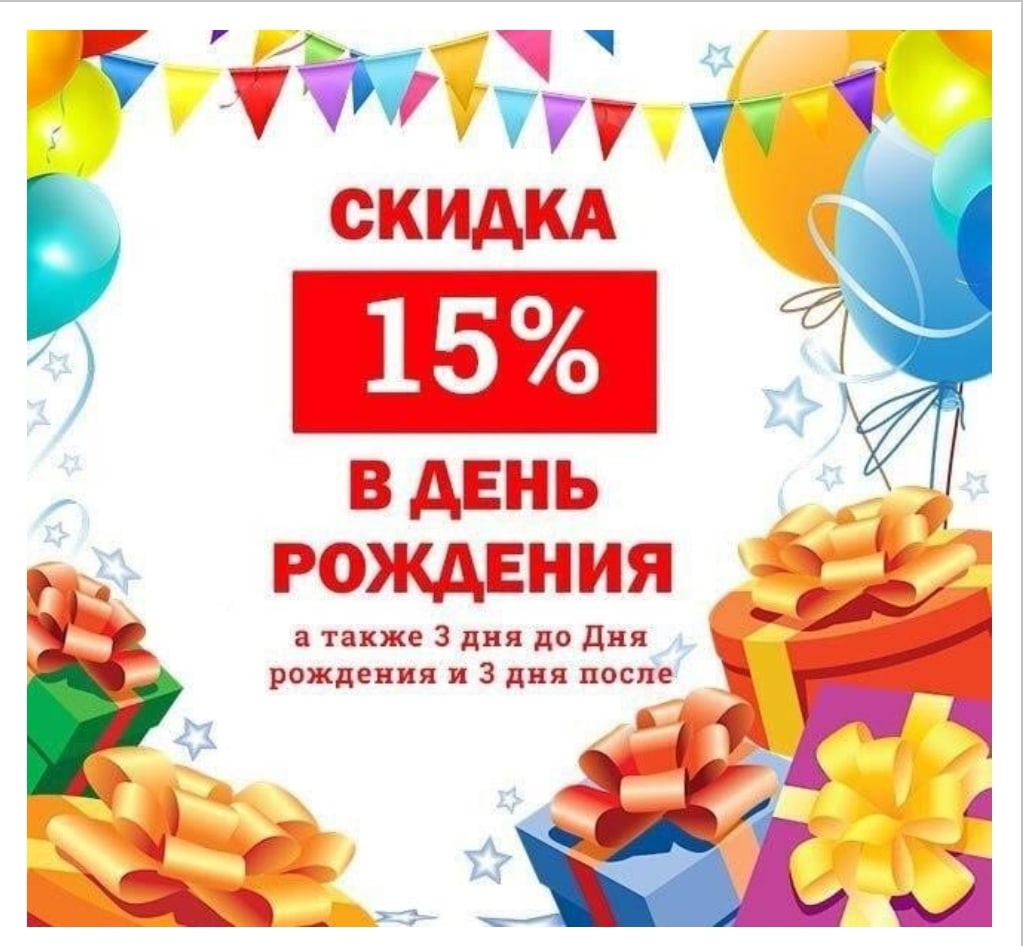 СКИДКА
15%
В ДЕНЬ
РОЖДЕНИЯ
а также 3 дня до Дня
рождения и 3 дня после